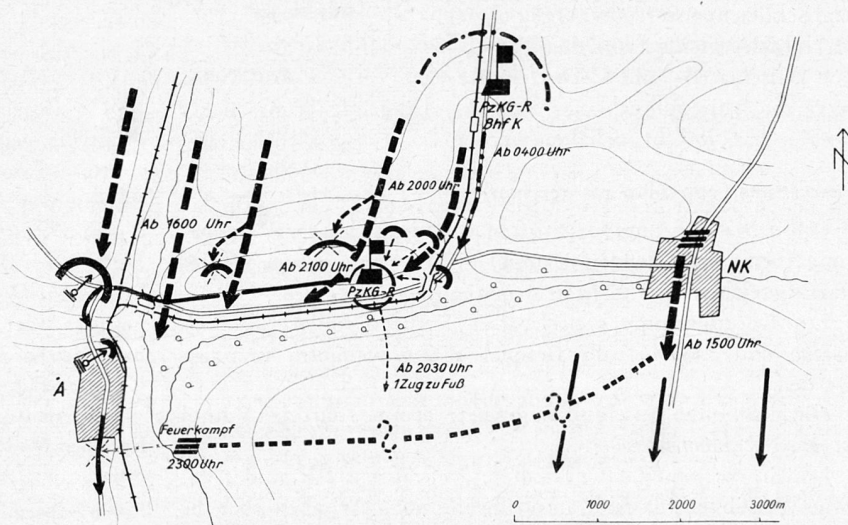 PzKG-R
Bhf K
Ab 0400 Uhr
Ab 2000 Uhr
Ab 1600 Uhr
Ab 2100 Uhr
PzKG-R
NK
Ab 1500 Uhr
Ab 2030 Uhr
1 Zug zu Fuß
A
Feuerkampf
2300 Uhr
N
0 1000 2000 3000m